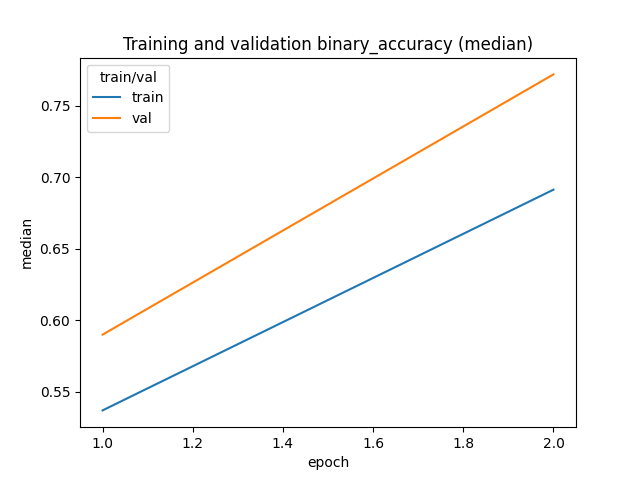 Training and validation binary_accuracy (median)
train/val
train
val
median
0.75
0.70
0.65
0.60
0.55
1.0 1.2 1.4 1.6 1.8 2.0
epoch